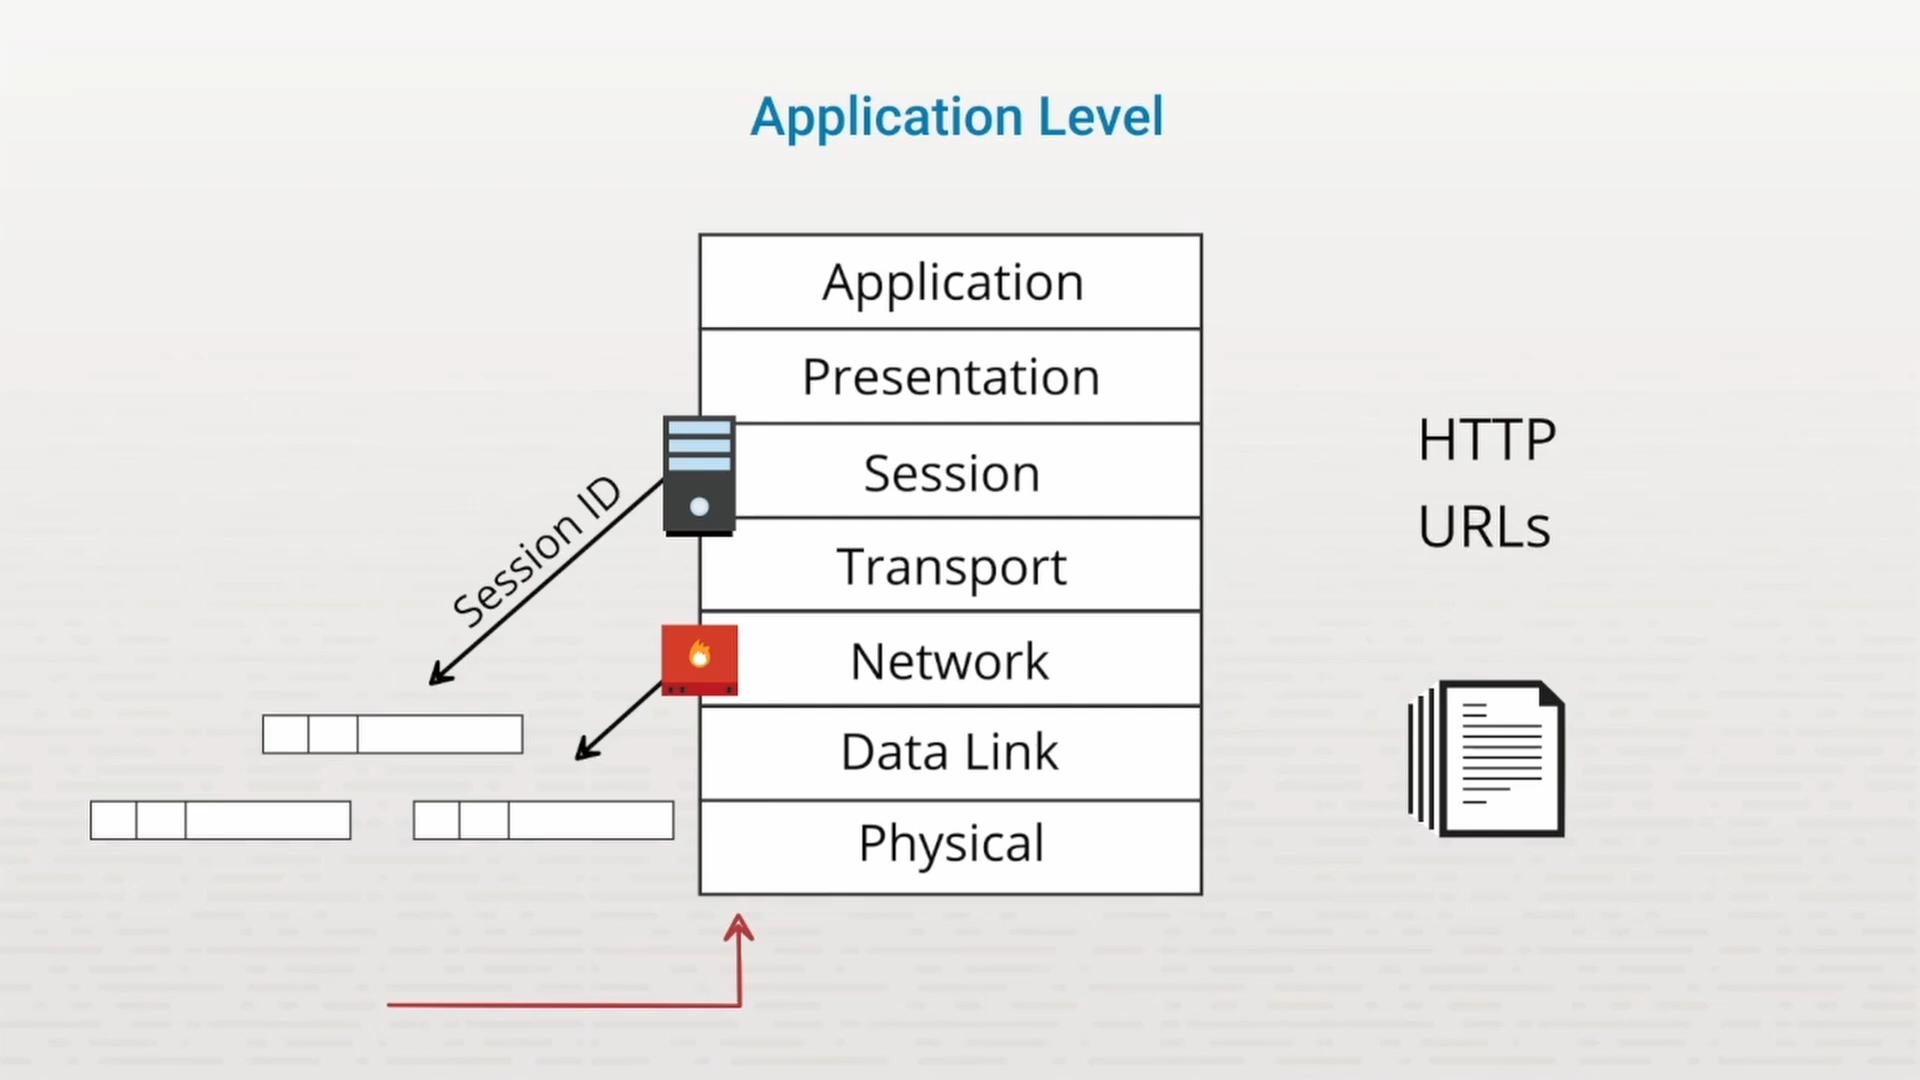 Application Level
Application
Presentation
Session
Transport
Network
Data Link
Physical
Session ID
HTTP
URLs